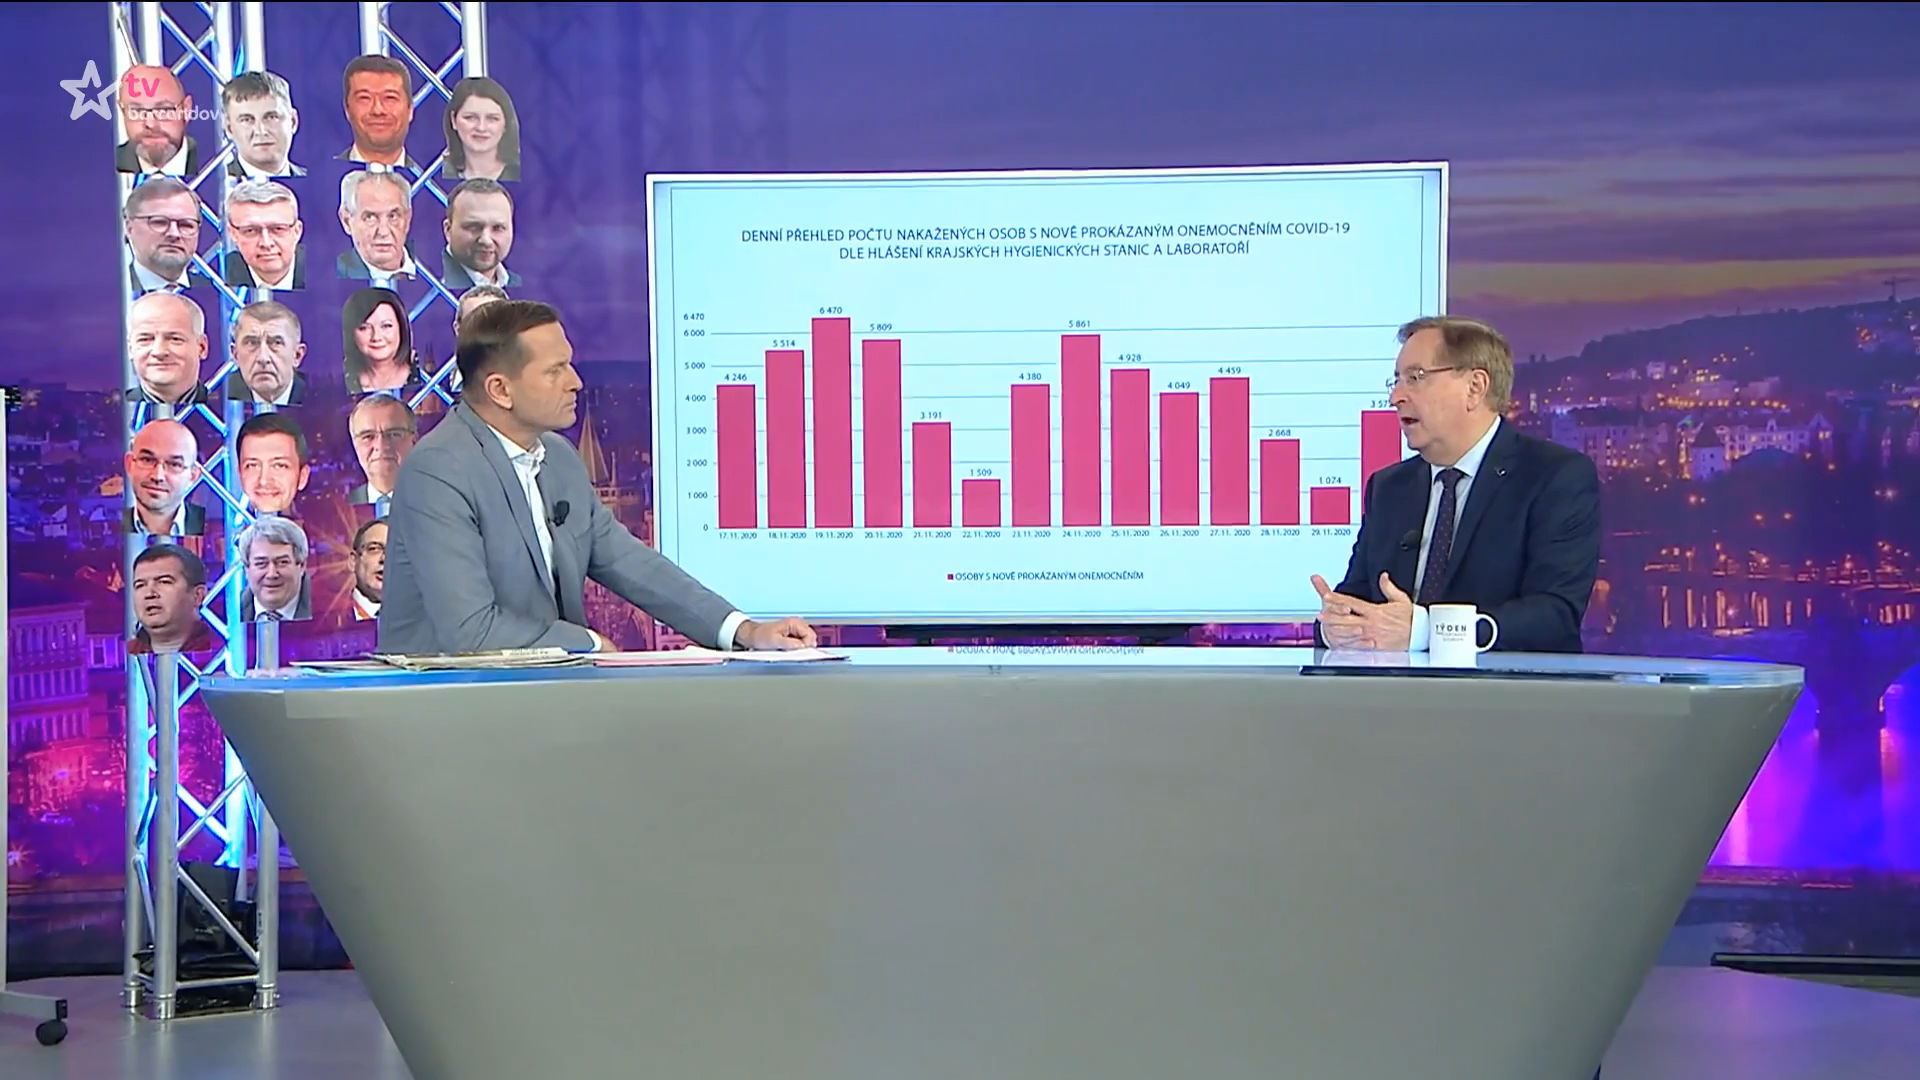 tv
barrandov
DENNÍ PŘEHLED POČTU NAKAŽENÝCH OSOB S NOVĚ PROKÁZANÝM ONEMOCNĚNÍM COVID-19
DLE HLÁŠENÍ KRAJSKÝCH HYGIENICKÝCH STANIC A LABORATOŘÍ
6 470
6 000
5 000
4 000
3 000
2 000
1 000
0
4 246
5 514
6 470
5 809
3 191
1 509
4 380
5 861
4 928
4 049
4 459
2 668
1 074
17. 11. 2020
18. 11. 2020
19. 11. 2020
20. 11. 2020
21. 11. 2020
22. 11. 2020
23. 11. 2020
24. 11. 2020
25. 11. 2020
26. 11. 2020
27. 11. 2020
28. 11. 2020
29. 11. 2020
OSOBY S NOVĚ PROKÁZANÝM ONEMOCNĚNÍM
TÝDEN